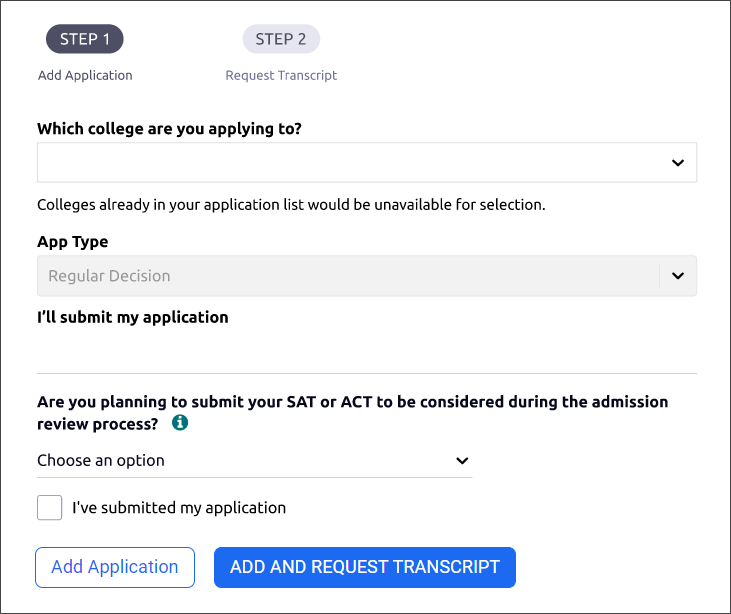 STEP 1
STEP 2
Add Application
Request Transcript
Which college are you applying to?
Colleges already in your application list would be unavailable for selection.
App Type
Regular Decision
I’ll submit my application
Are you planning to submit your SAT or ACT to be considered during the admission
review process?
Choose an option
I've submitted my application
Add Application
ADD AND REQUEST TRANSCRIPT